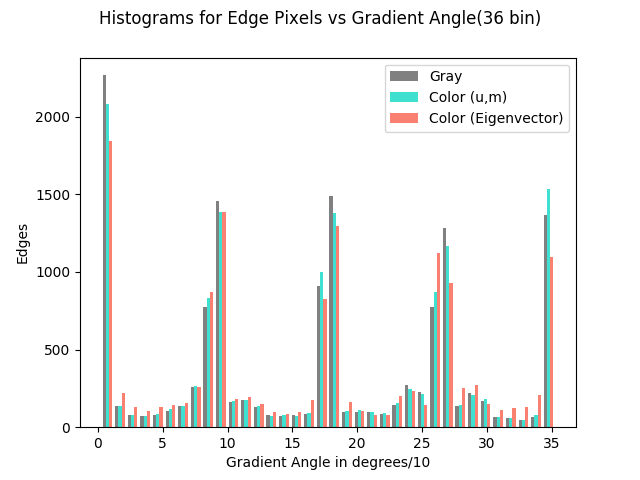 Histograms for Edge Pixels vs Gradient Angle(36 bin)
Gray
Color (u,m)
Color (Eigenvector)
Edges
2000
1500
1000
500
0
0 5 10 15 20 25 30 35
Gradient Angle in degrees/10